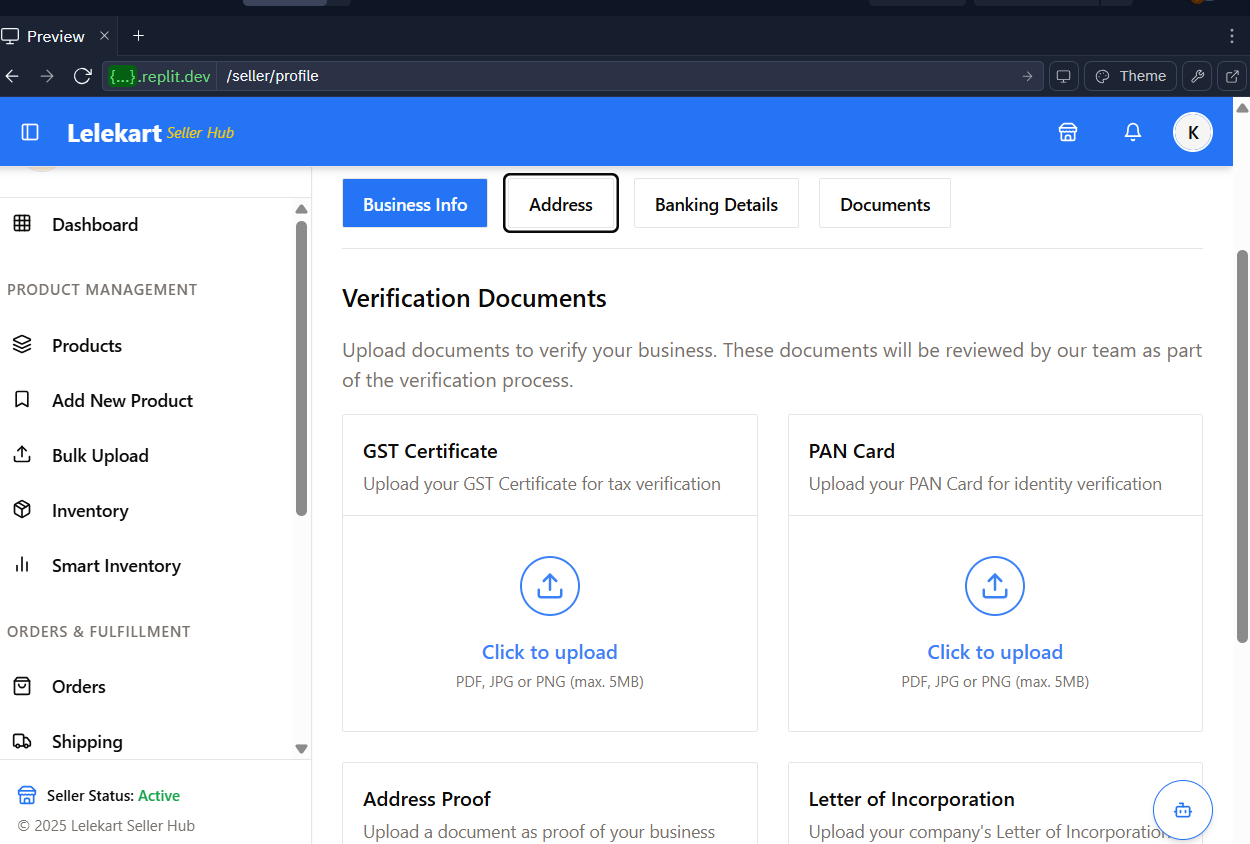 Preview
{...}.replit.dev /seller/profile
Theme
Lelekart Seller Hub
K
Dashboard
PRODUCT MANAGEMENT
Products
Add New Product
Bulk Upload
Inventory
Smart Inventory
ORDERS & FULFILLMENT
Orders
Shipping
Seller Status: Active
© 2025 Lelekart Seller Hub
Business Info
Address
Banking Details
Documents
Verification Documents
Upload documents to verify your business. These documents will be reviewed by our team as part
of the verification process.
GST Certificate
Upload your GST Certificate for tax verification
Click to upload
PDF, JPG or PNG (max. 5MB)
PAN Card
Upload your PAN Card for identity verification
Click to upload
PDF, JPG or PNG (max. 5MB)
Address Proof
Upload a document as proof of your business
Letter of Incorporation
Upload your company's Letter of Incorporation